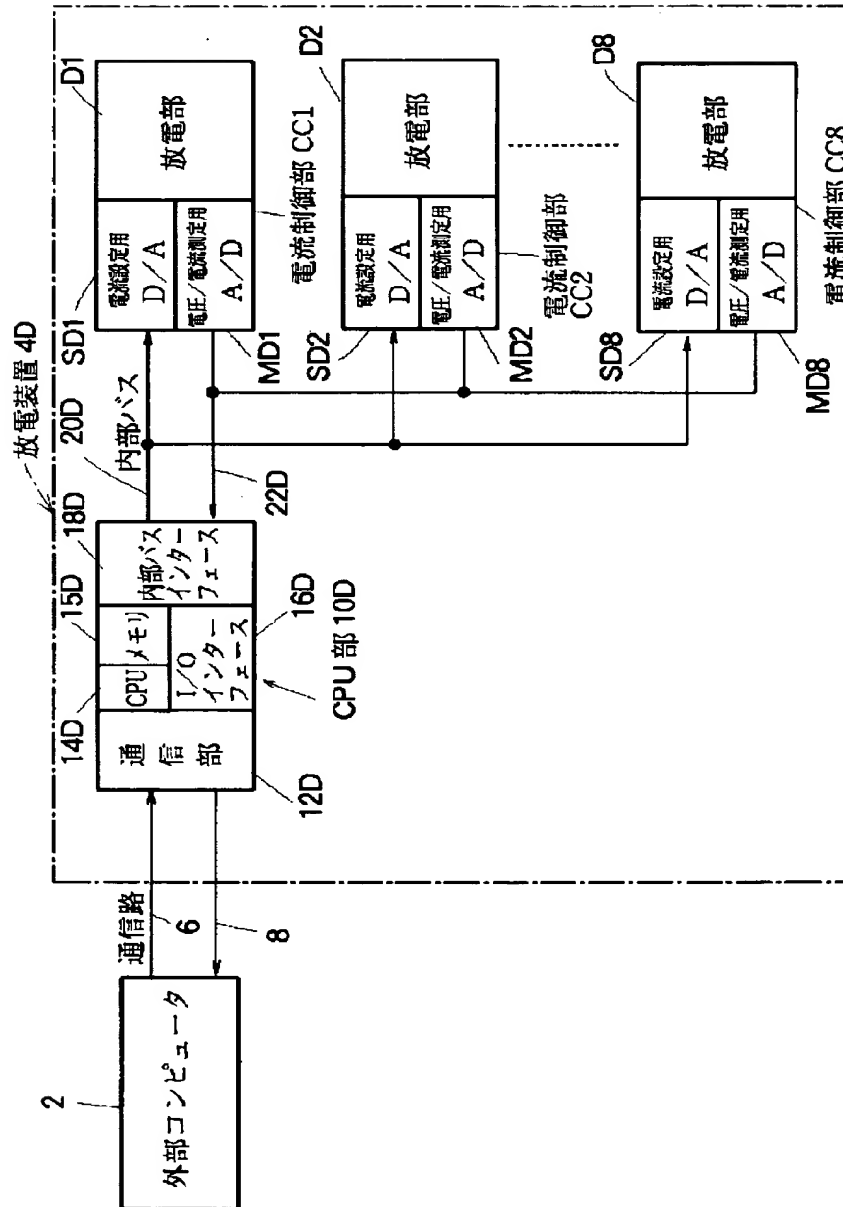 放電装置 4D
2
外部コンピュータ
通信路
6
8
14D
15D
18D
20D
内部バス
通信部
CPU
メモリ
I/O
インター
フェース
内部バス
インター
フェース
12D
CPU部 10D
16D
22D
SD1
D1
電流設定用
D/A
電圧/電流測定用
A/D
放電部
MD1
電流制御部 CC1
D2
電流設定用
D/A
電圧/電流測定用
A/D
放電部
SD2
MD2
電流制御部
CC2
D8
電流設定用
D/A
電圧/電流測定用
A/D
放電部
SD8
MD8
電流制御部 CC8